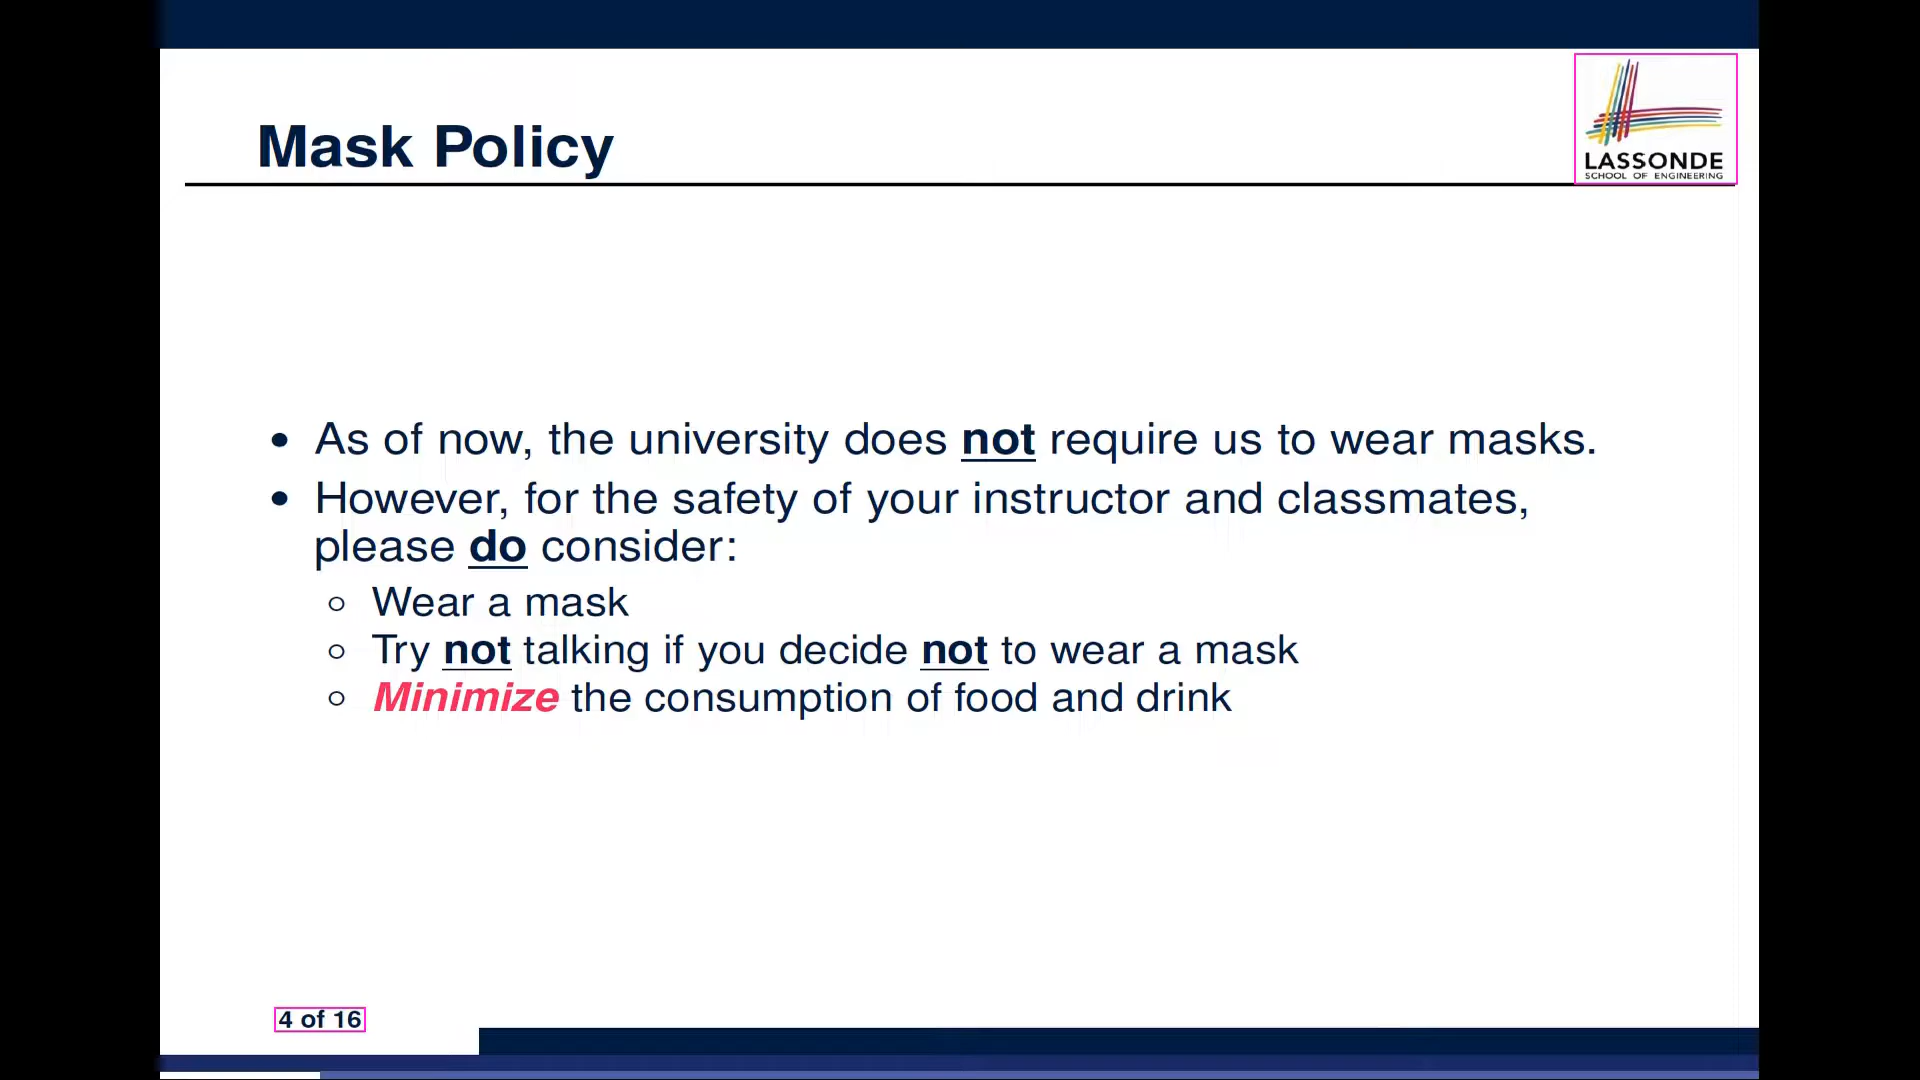 LASSONDE
SCHOOL OF ENGINEERING
Mask Policy
• As of now, the university does not require us to wear masks.
• However, for the safety of your instructor and classmates,
please do consider:
○ Wear a mask
○ Try not talking if you decide not to wear a mask
○ Minimize the consumption of food and drink
4 of 16